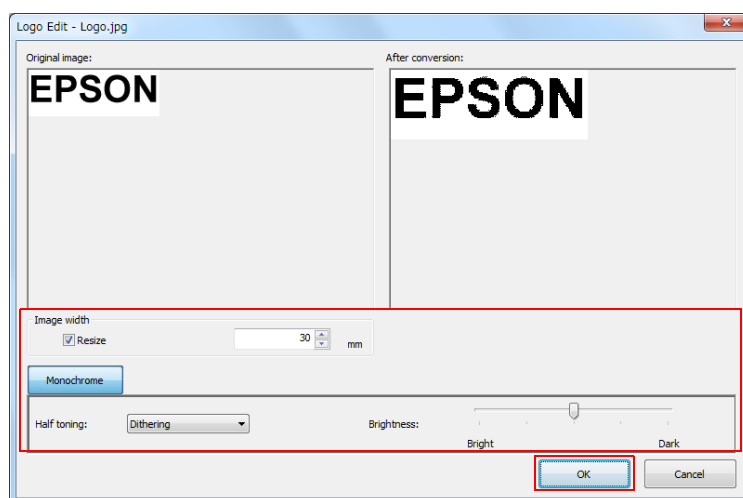 Logo Edit - Logo.jpg
Original image:
After conversion:
EPSON
EPSON
Image width
Resize
30
mm
Monochrome
Half toning:
Dithering
Brightness:
Bright
Dark
OK
Cancel